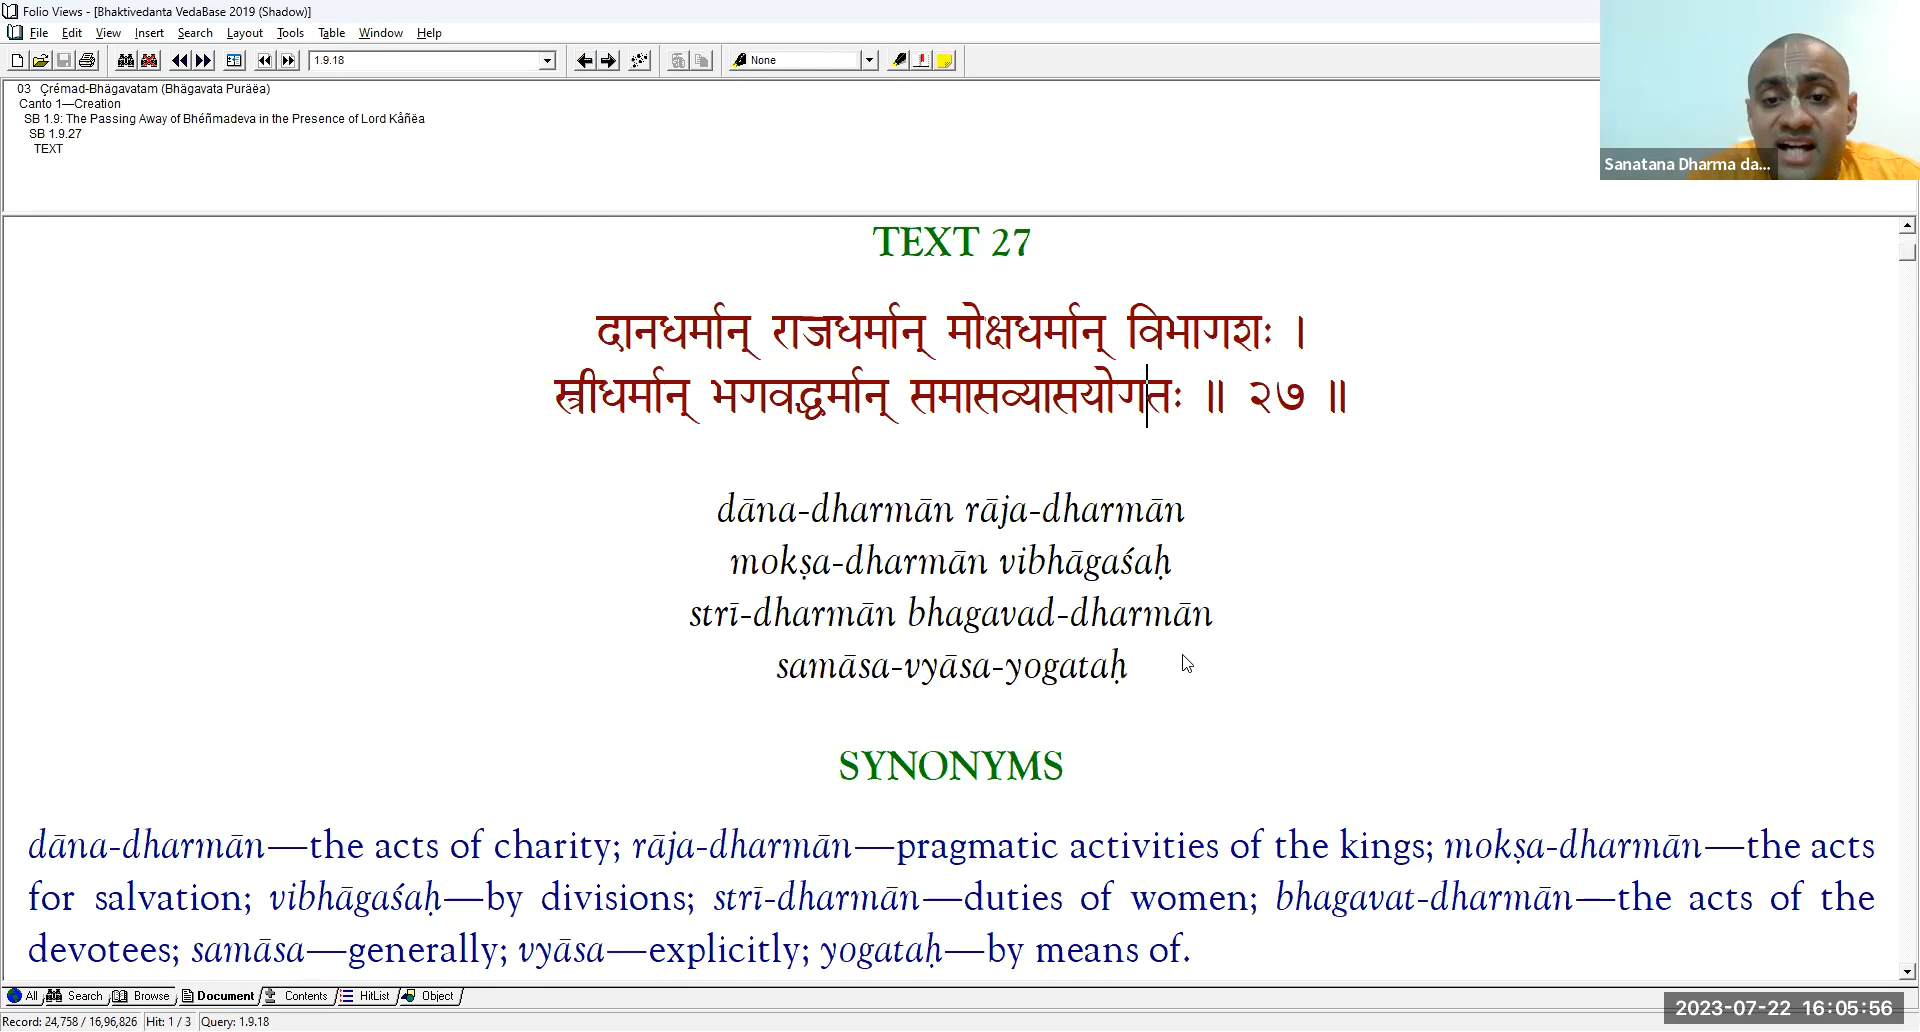 Folio Views - [Bhaktivedanta VedaBase 2019 (Shadow)]
File Edit View Insert Search Layout Tools Table Window Help
1.9.18 None
03 Çrémad-Bhägavatam (Bhägavata Puräëa)
Canto 1—Creation
SB 1.9: The Passing Away of Bhéñmadeva in the Presence of Lord Kåñëa
SB 1.9.27
TEXT
Sanatana Dharma da...
TEXT 27
दानधर्मान् राजधर्मान् मोक्षधर्मान् विभागशः ।
स्त्रीधर्मान् भगवद्धर्मान् समासव्यासयोगतः ॥ २७ ॥
dāna-dharmān rāja-dharmān
mokṣa-dharmān vibhāgaśaḥ
strī-dharmān bhagavad-dharmān
samāsa-vyāsa-yogataḥ
SYNONYMS
dāna-dharmān—the acts of charity; rāja-dharmān—pragmatic activities of the kings; mokṣa-dharmān—the acts
for salvation; vibhāgaśaḥ—by divisions; strī-dharmān—duties of women; bhagavat-dharmān—the acts of the
devotees; samāsa—generally; vyāsa—explicitly; yogataḥ—by means of.
All Search Browse Document Contents HitList Object
2023-07-22 16:05:56
Record: 24,758 / 16,96,826 Hit: 1 / 3 Query: 1.9.18